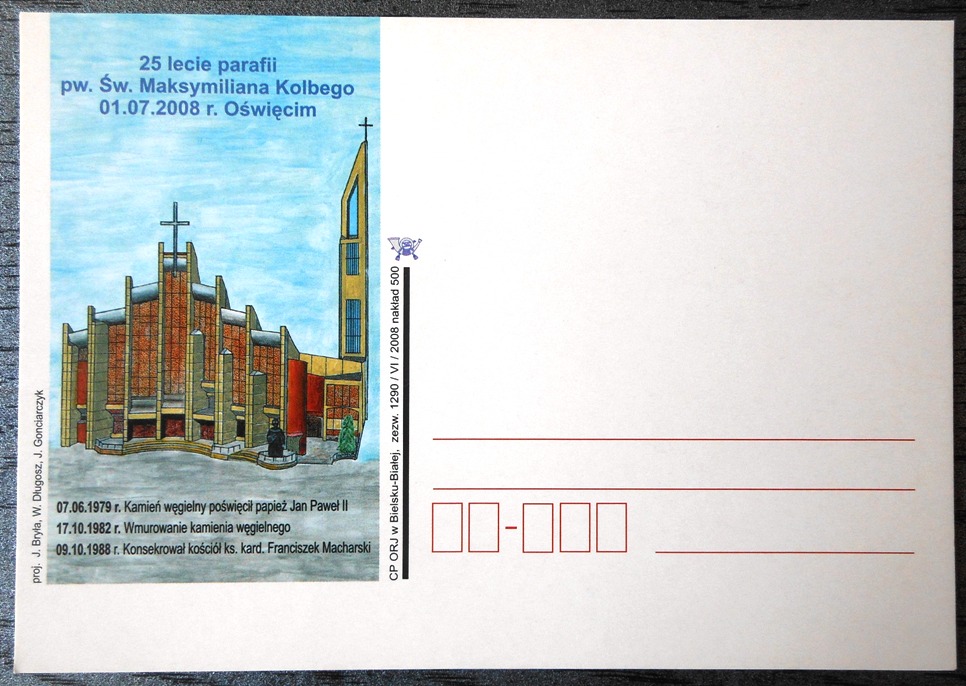 25 lecie parafii
pw. Św. Maksymiliana Kolbego
01.07.2008 r. Oświęcim
07.06.1979 r. Kamień węgielny poświęcił papież Jan Paweł II
17.10.1982 r. Wmurowanie kamienia węgielnego
09.10.1988 r. Konsekrował kościół ks. kard. Franciszek Macharski
proj. J. Bryła, W. Długosz, J. Gonciarczyk
CP ORJ w Bielsku-Białej, zezw. 1290 / VI / 2008 nakład 500